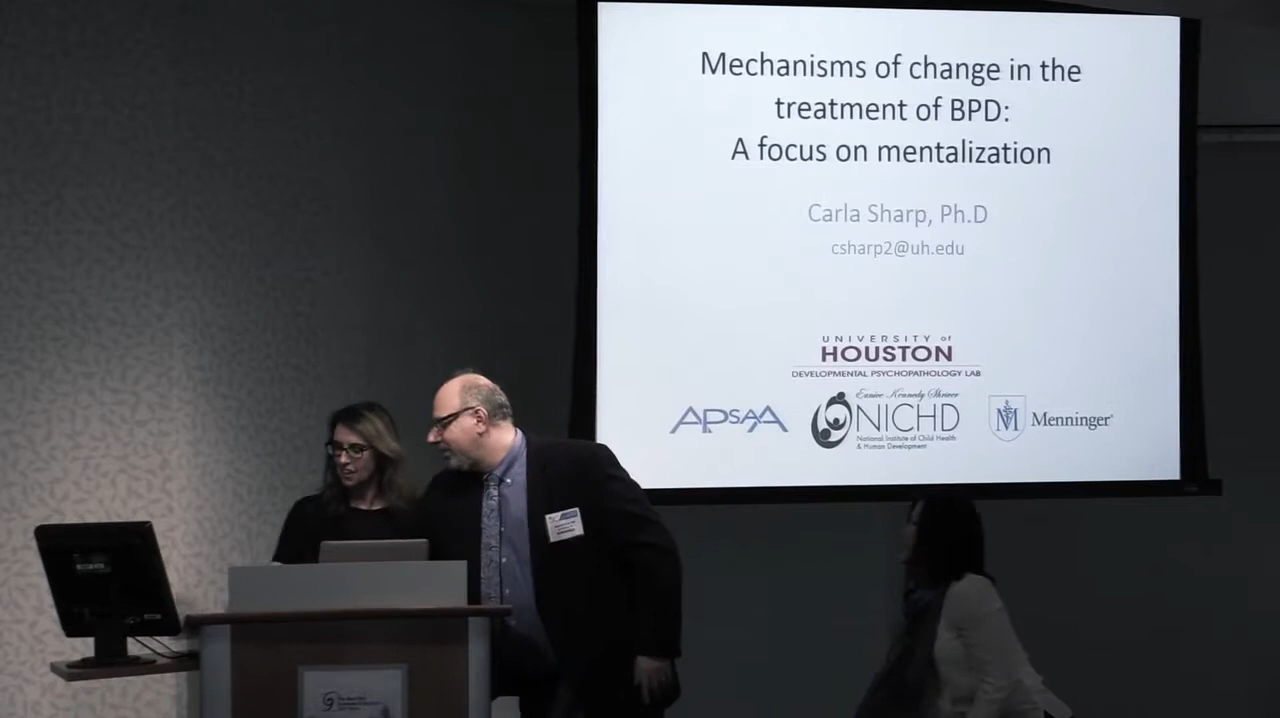 Mechanisms of change in the
treatment of BPD:
A focus on mentalization
Carla Sharp, Ph.D
csharp2@uh.edu
UNIVERSITY of
HOUSTON
DEVELOPMENTAL PSYCHOPATHOLOGY LAB
APsaA
Eunice Kennedy Shriver
NICHD
National Institute of Child Health
& Human Development
M
Menninger